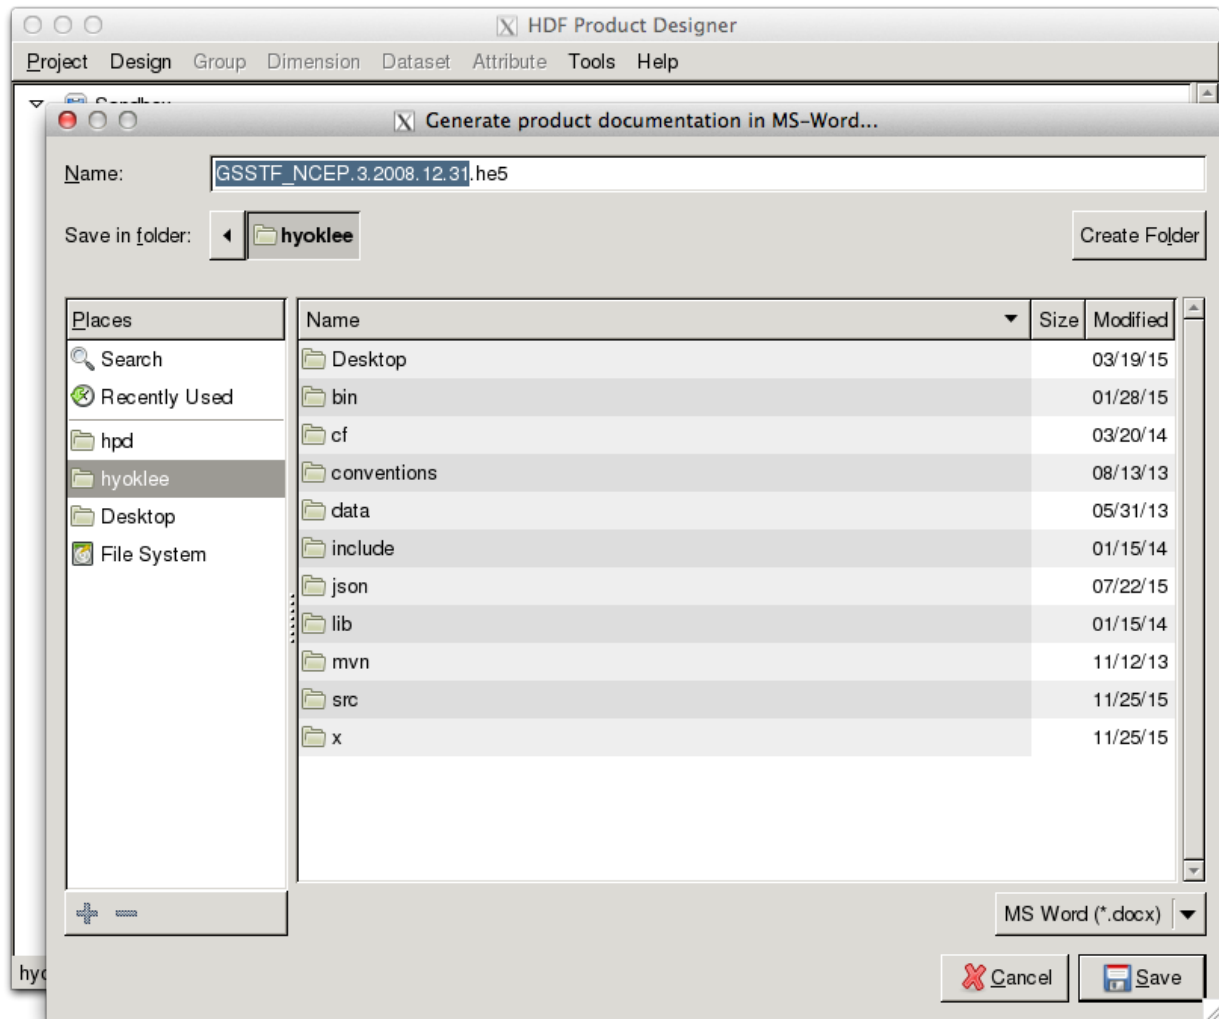 HDF Product Designer
Project Design Group Dimension Dataset Attribute Tools Help
Generate product documentation in MS-Word...
Name: GSSTF_NCEP.3.2008.12.31.he5
Save in folder: hyoklee Create Folder
Places Name Size Modified
Search Desktop 03/19/15
Recently Used bin 01/28/15
hpd cf 03/20/14
hyoklee conventions 08/13/13
Desktop data 05/31/13
File System include 01/15/14
json 07/22/15
lib 01/15/14
mvn 11/12/13
src 11/25/15
x 11/25/15
MS Word (*.docx)
hyo
Cancel Save